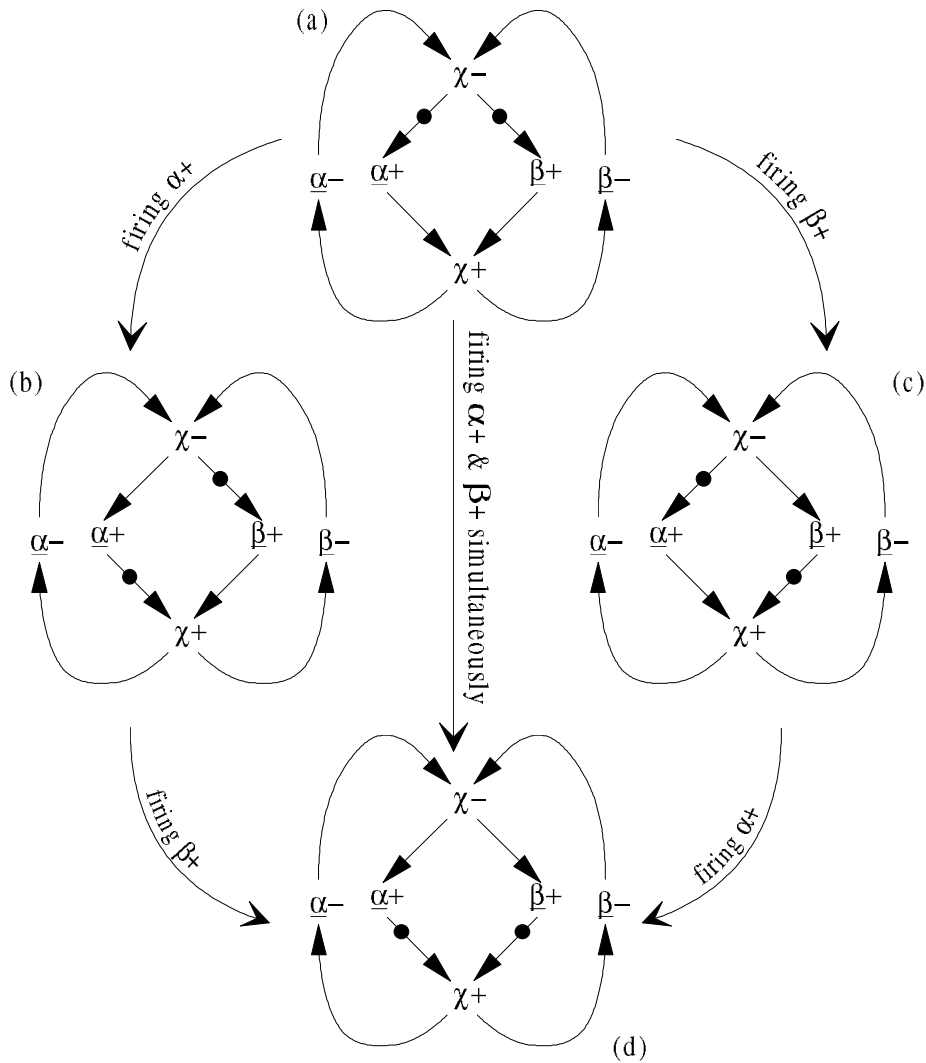 (a)
χ−
α− α+ β+ β−
χ+
firing α+
firing β+
firing α+ & β+ simultaneously
(b)
χ−
α− α+ β+ β−
χ+
(c)
χ−
α− α+ β+ β−
χ+
firing β+
firing α+
χ−
α− α+ β+ β−
χ+
(d)